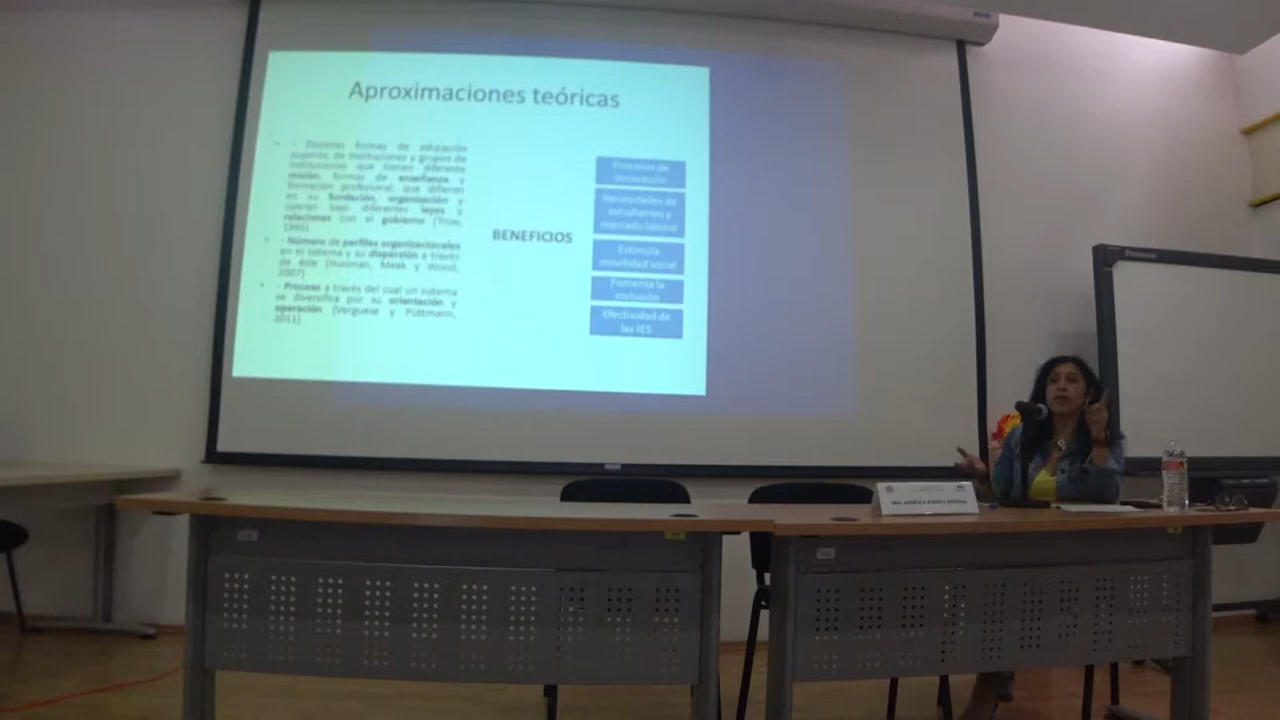 Aproximaciones teóricas
- Distintas formas de educación
superior, de instituciones y grupos de
instituciones que tienen diferente
misión, formas de enseñanza y
formación profesional; que difieren
en su fundación, organización y
operan bajo diferentes leyes y
relaciones con el gobierno (Trow,
1995)
- Número de perfiles organizacionales
en el sistema y su dispersión a través
de éste (Huisman, Meek y Wood,
2007)
- Proceso a través del cual un sistema
se diversifica por su orientación y
operación (Verguese y Püttmann,
2011)
BENEFICIOS
Procesos de
innovación
Necesidades de
estudiantes y
mercado laboral
Estimula
movilidad social
Fomenta la
inclusión
Efectividad de
las IES
Panasonic